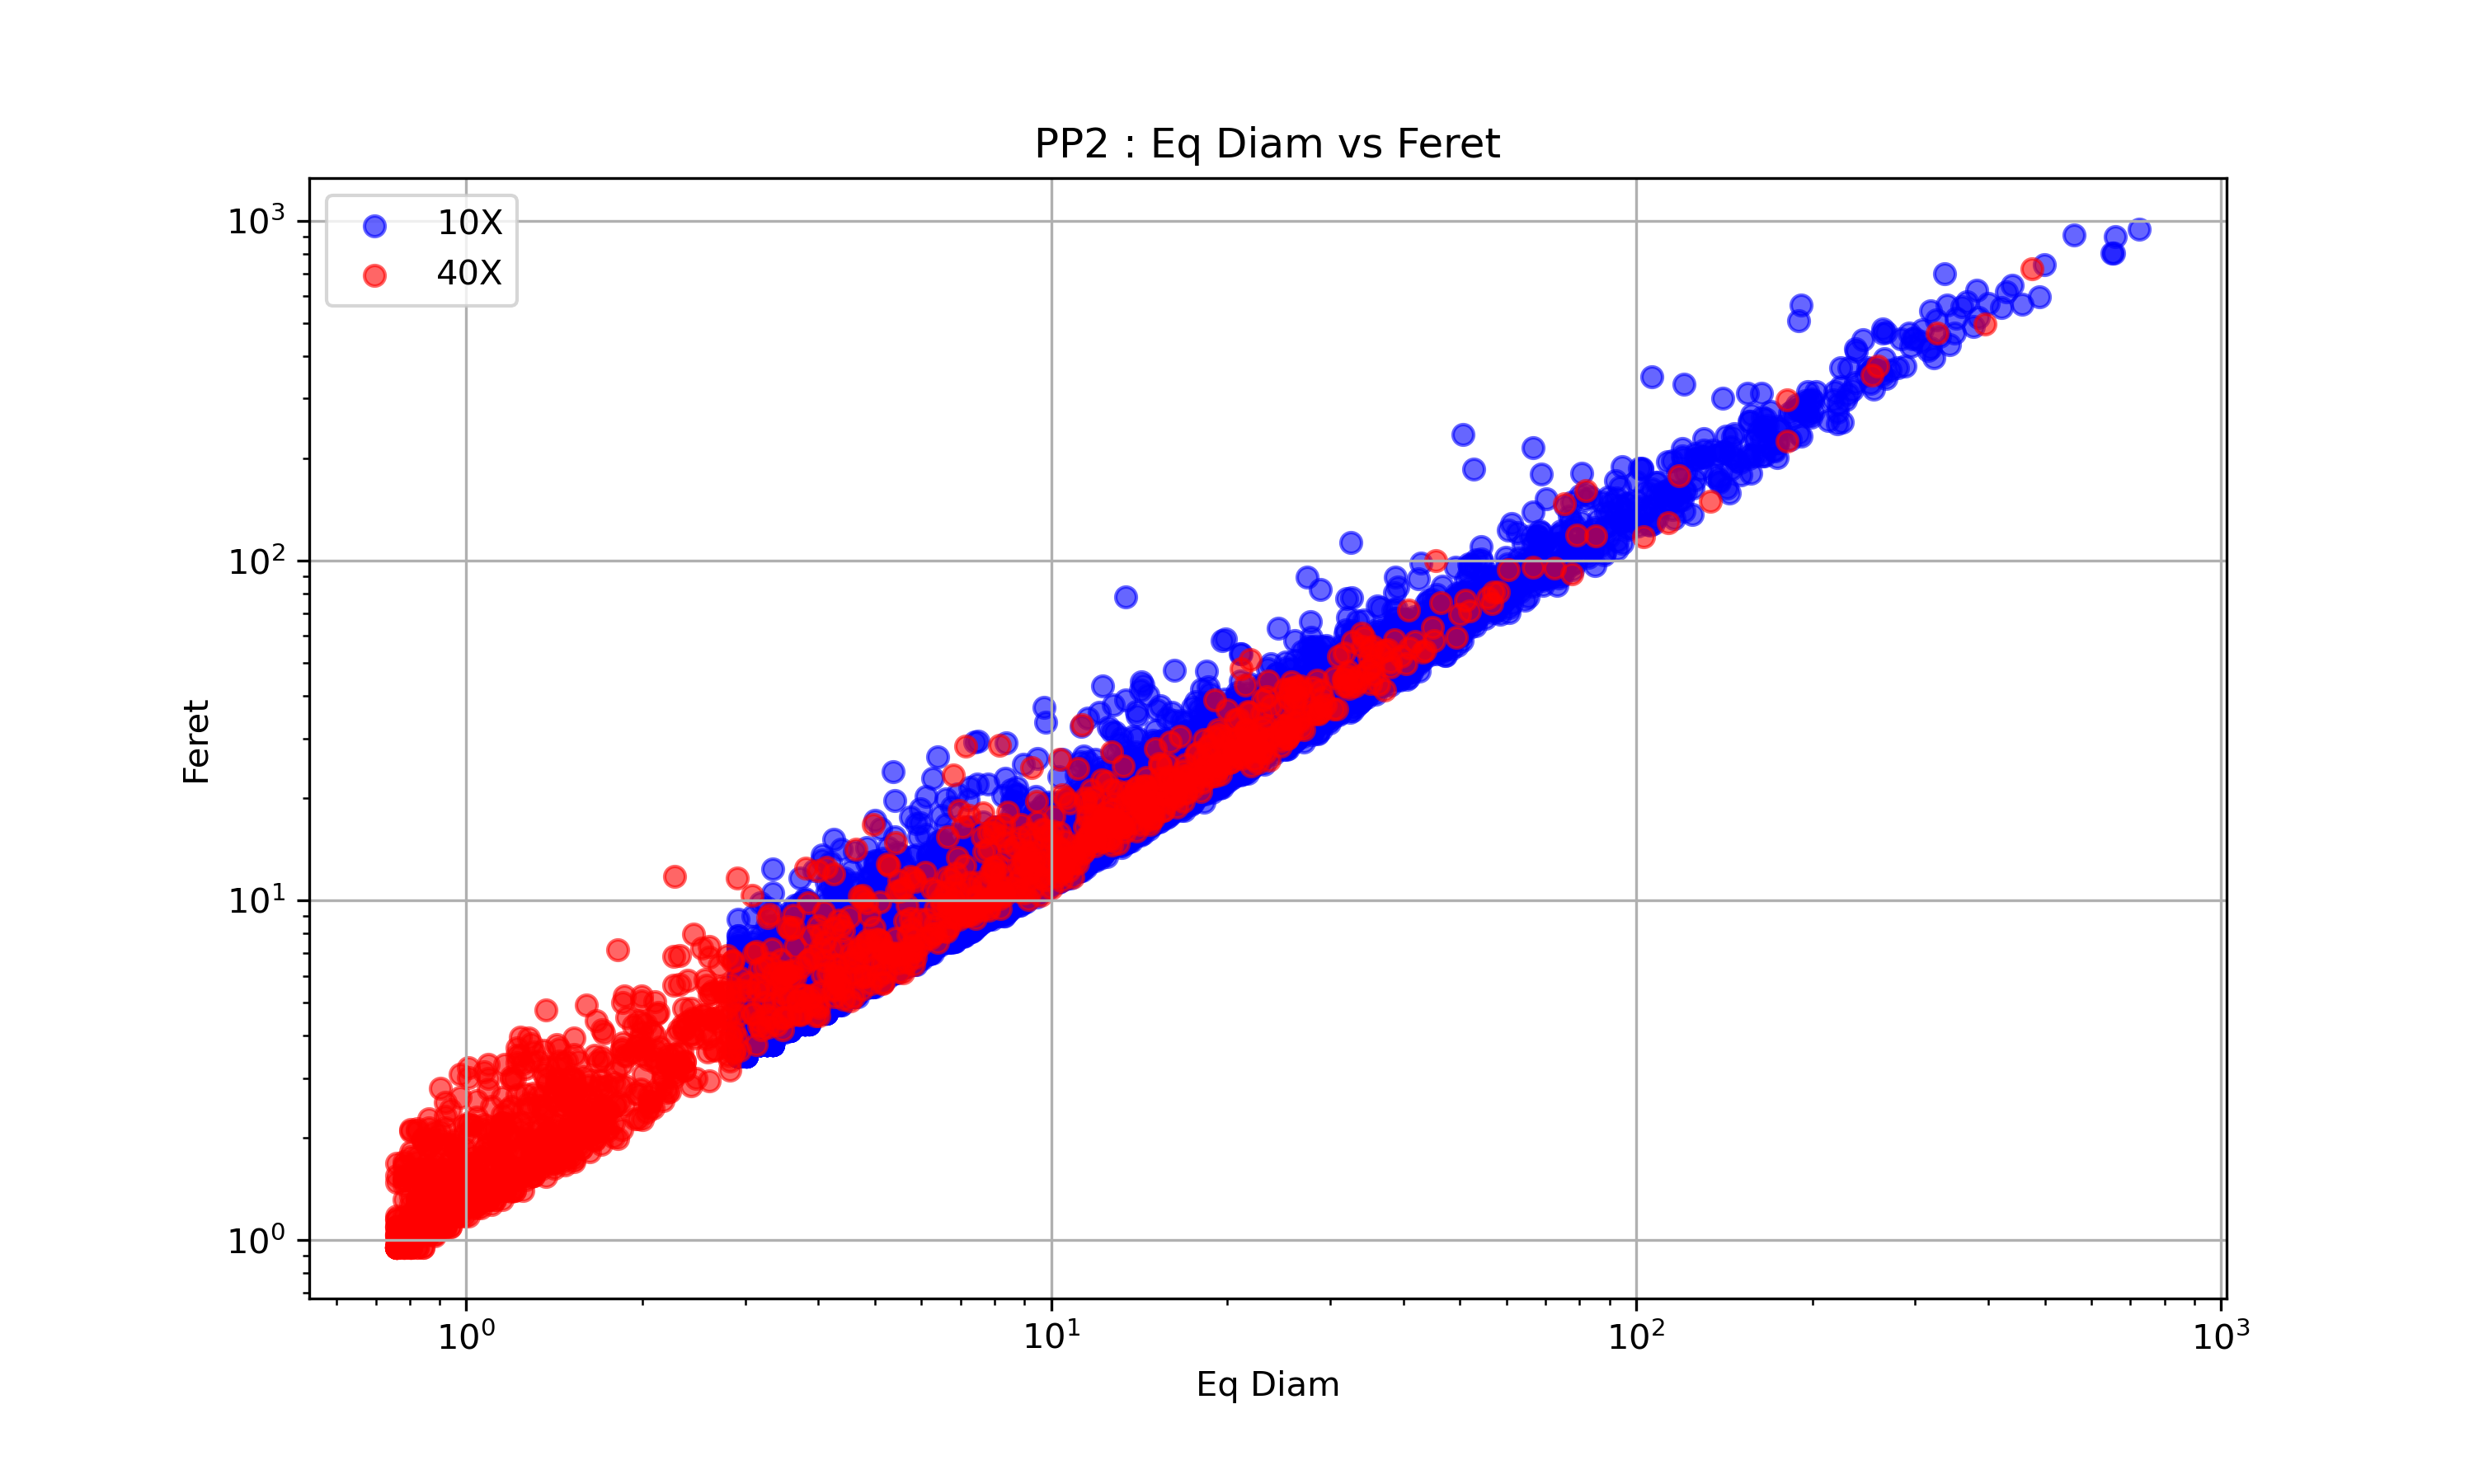 PP2 : Eq Diam vs Feret
10X
40X
10³
10²
10¹
10⁰
Feret
10⁰ 10¹ 10² 10³
Eq Diam